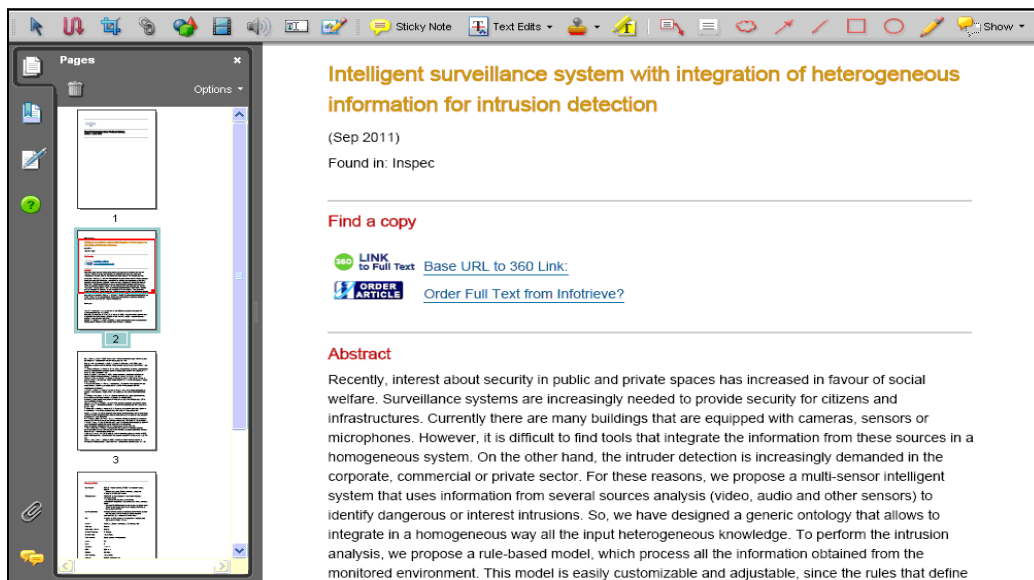 Sticky Note Text Edits Show
Pages
Options
1
2
3
Intelligent surveillance system with integration of heterogeneous
information for intrusion detection
(Sep 2011)
Found in: Inspec
Find a copy
360 LINK
to Full Text Base URL to 360 Link:
ORDER
ARTICLE Order Full Text from Infotrieve?
Abstract
Recently, interest about security in public and private spaces has increased in favour of social
welfare. Surveillance systems are increasingly needed to provide security for citizens and
infrastructures. Currently there are many buildings that are equipped with cameras, sensors or
microphones. However, it is difficult to find tools that integrate the information from these sources in a
homogeneous system. On the other hand, the intruder detection is increasingly demanded in the
corporate, commercial or private sector. For these reasons, we propose a multi-sensor intelligent
system that uses information from several sources analysis (video, audio and other sensors) to
identify dangerous or interest intrusions. So, we have designed a generic ontology that allows to
integrate in a homogeneous way all the input heterogeneous knowledge. To perform the intrusion
analysis, we propose a rule-based model, which process all the information obtained from the
monitored environment. This model is easily customizable and adjustable, since the rules that define